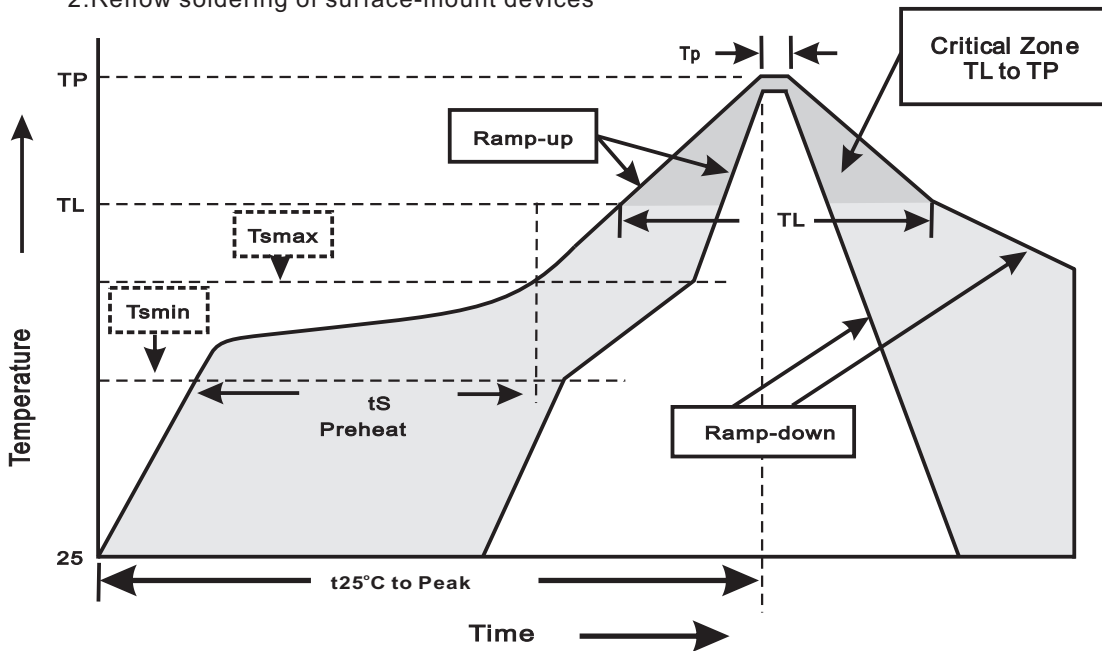 2.Reflow soldering of surface-mount devices
Tp
Critical Zone
TL to TP
TP
Ramp-up
TL
TL
Tsmax
Tsmin
tS
Preheat
Ramp-down
Temperature
25
t25°C to Peak
Time